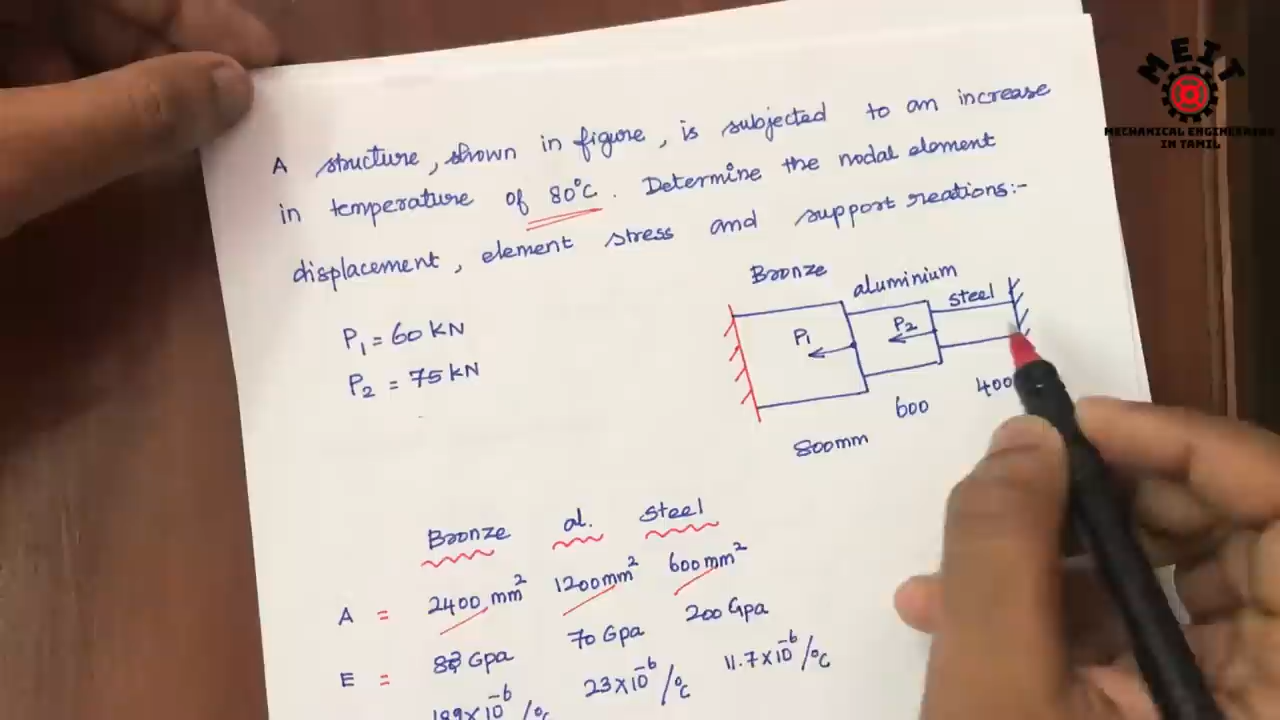 A structure, shown in figure, is subjected to an increase
in temperature of 80°C. Determine the nodal element
displacement, element stress and support reations:-
P₁ = 60 KN
P₂ = 75 KN
Bronze aluminium steel
P₁ P₂
800mm 600 400
Bronze al. Steel
A = 2400 mm² 1200mm² 600mm²
E = Gpa 70 Gpa 200 Gpa
23×10⁻⁶/°C 11.7×10⁻⁶/°C
MEIT
MECHANICAL ENGINEERING
IN TAMIL